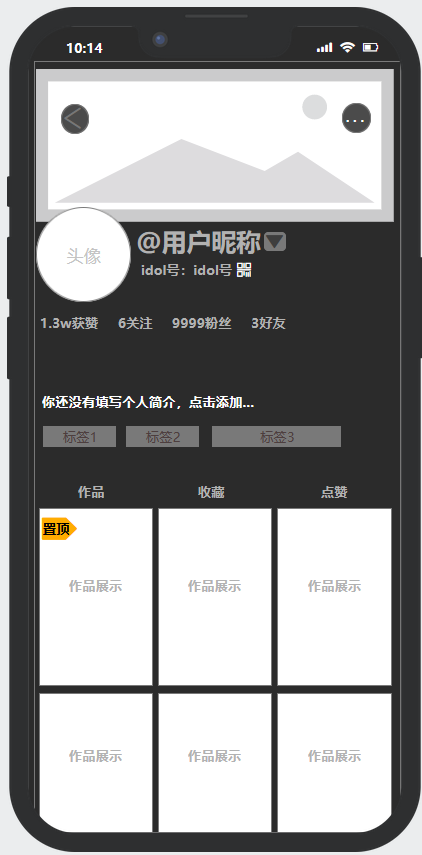 10:14
头像
@用户昵称
idol号：idol号
1.3w获赞 6关注 9999粉丝 3好友
你还没有填写个人简介，点击添加...
标签1 标签2 标签3
作品 收藏 点赞
置顶
作品展示 作品展示 作品展示
作品展示 作品展示 作品展示